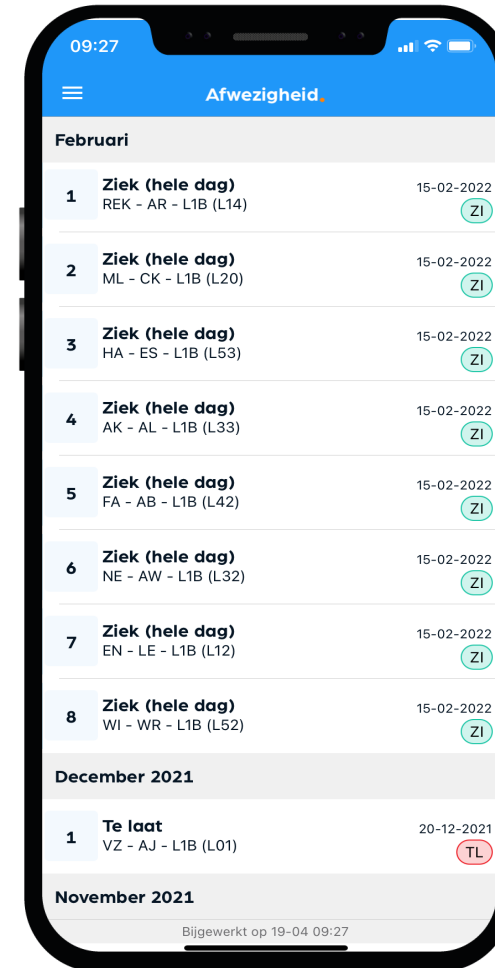 09:27
Afwezigheid.
Februari
1 Ziek (hele dag) 15-02-2022
REK - AR - L1B (L14) ZI
2 Ziek (hele dag) 15-02-2022
ML - CK - L1B (L20) ZI
3 Ziek (hele dag) 15-02-2022
HA - ES - L1B (L53) ZI
4 Ziek (hele dag) 15-02-2022
AK - AL - L1B (L33) ZI
5 Ziek (hele dag) 15-02-2022
FA - AB - L1B (L42) ZI
6 Ziek (hele dag) 15-02-2022
NE - AW - L1B (L32) ZI
7 Ziek (hele dag) 15-02-2022
EN - LE - L1B (L12) ZI
8 Ziek (hele dag) 15-02-2022
WI - WR - L1B (L52) ZI
December 2021
1 Te laat 20-12-2021
VZ - AJ - L1B (L01) TL
November 2021
Bijgewerkt op 19-04 09:27